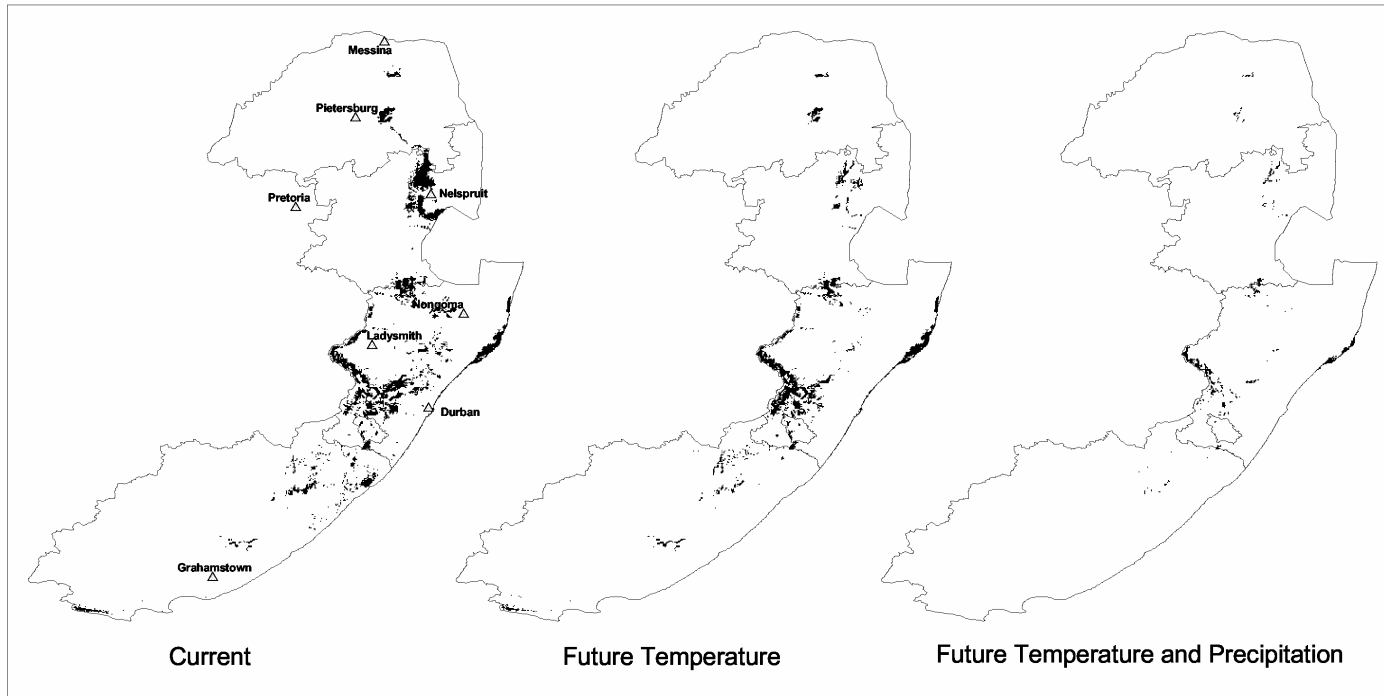 Messina
Pietersburg
Pretoria
Nelspruit
Nongoma
Ladysmith
Durban
Grahamstown
Current
Future Temperature
Future Temperature and Precipitation